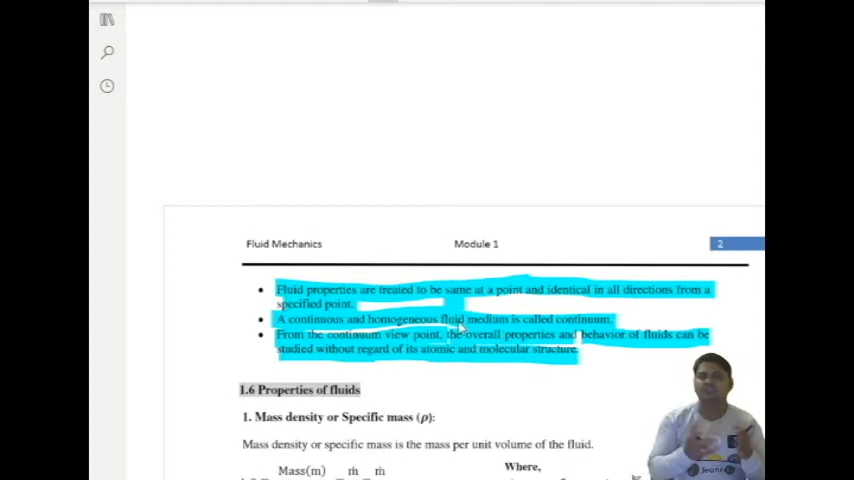 Fluid Mechanics Module 1 2
• Fluid properties are treated to be same at a point and identical in all directions from a
specified point.
• A continuous and homogeneous fluid medium is called continuum.
• From the continuum view point, the overall properties and behavior of fluids can be
studied without regard of its atomic and molecular structure.
1.6 Properties of fluids
1. Mass density or Specific mass (ρ):
Mass density or specific mass is the mass per unit volume of the fluid.
Mass(m) m m
Where,